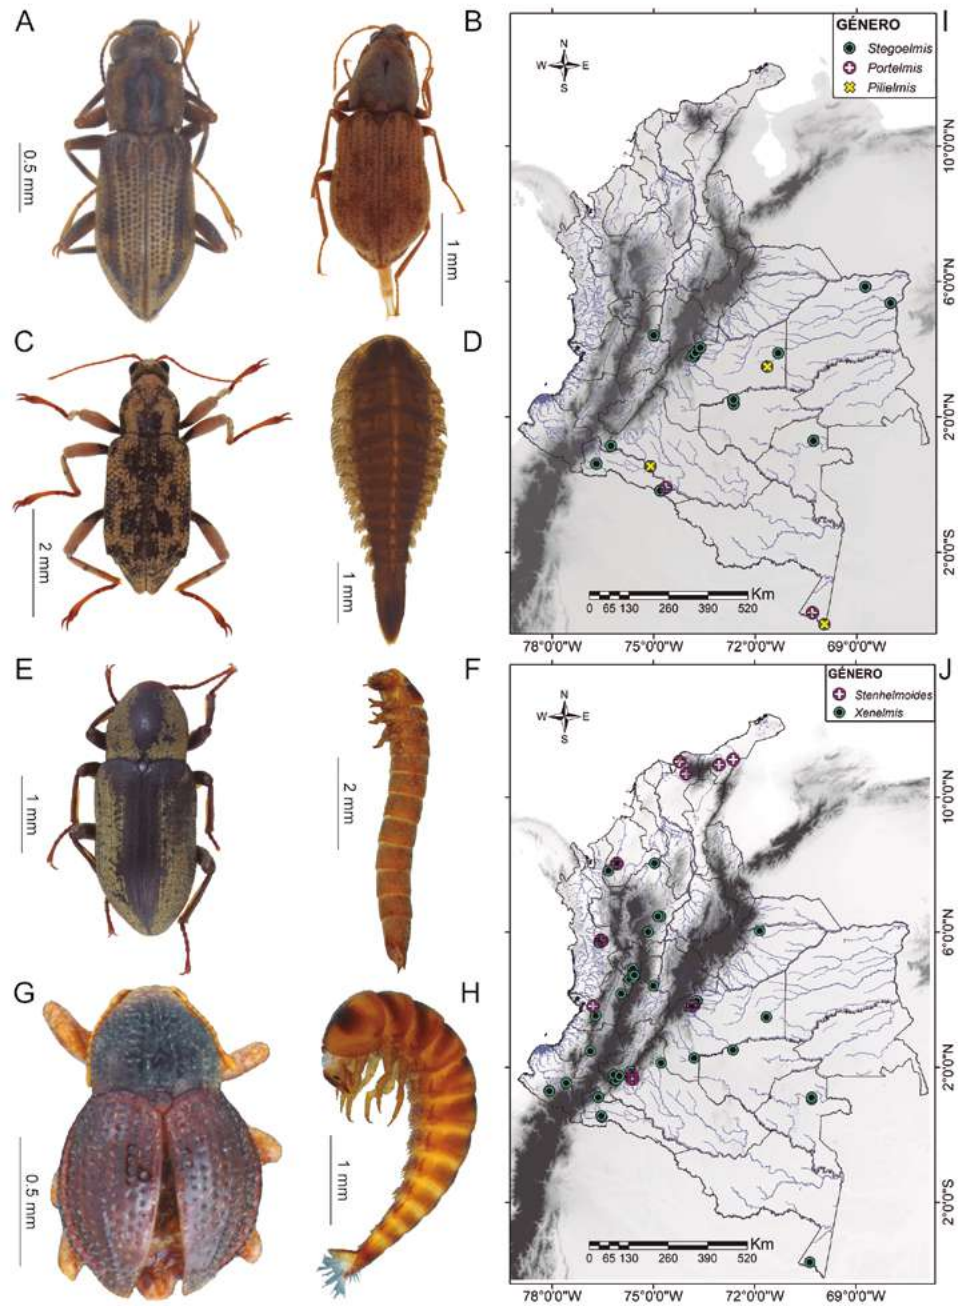 A
0.5 mm
B
1 mm
C
2 mm
D
1 mm
E
1 mm
F
2 mm
G
0.5 mm
H
1 mm
I
GÉNERO
Stegoelmis
Portelmis
Pilielmis
N
W E
S
10°0'0"N
6°0'0"N
2°0'0"N
2°0'0"S
0 65 130 260 390 520 Km
78°0'0"W 75°0'0"W 72°0'0"W 69°0'0"W
J
GÉNERO
Stenhelmoides
Xenelmis
N
W E
S
10°0'0"N
6°0'0"N
2°0'0"N
2°0'0"S
0 65 130 260 390 520 Km
78°0'0"W 75°0'0"W 72°0'0"W 69°0'0"W